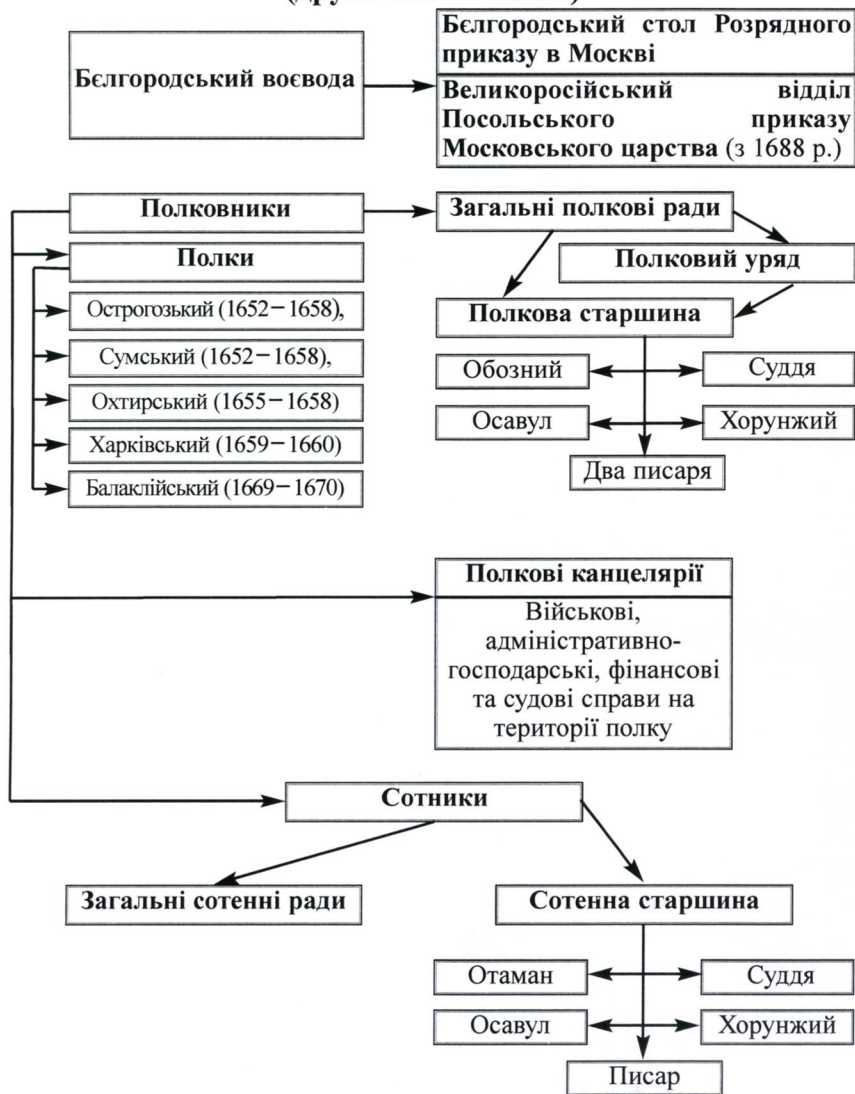 Бєлгородський воєвода
Бєлгородський стол Розрядного
приказу в Москві
Великоросійський відділ
Посольського приказу
Московського царства (з 1688 р.)
Полковники
Загальні полкові ради
Полки
Полковий уряд
Острогозький (1652–1658),
Сумський (1652–1658),
Охтирський (1655–1658)
Харківський (1659–1660)
Балаклійський (1669–1670)
Полкова старшина
Обозний
Суддя
Осавул
Хорунжий
Два писаря
Полкові канцелярії
Військові,
адміністративно-
господарські, фінансові
та судові справи на
території полку
Сотники
Загальні сотенні ради
Сотенна старшина
Отаман
Суддя
Осавул
Хорунжий
Писар